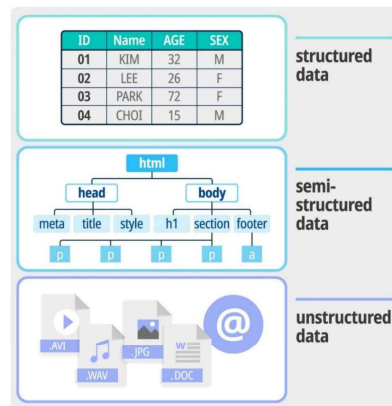 ID Name AGE SEX
01 KIM 32 M
02 LEE 26 F
03 PARK 72 F
04 CHOI 15 M
structured
data
html
head body
meta title style h1 section footer
p p p p a
semi-
structured
data
.AVI
.WAV
.JPG
W
.DOC
@
unstructured
data